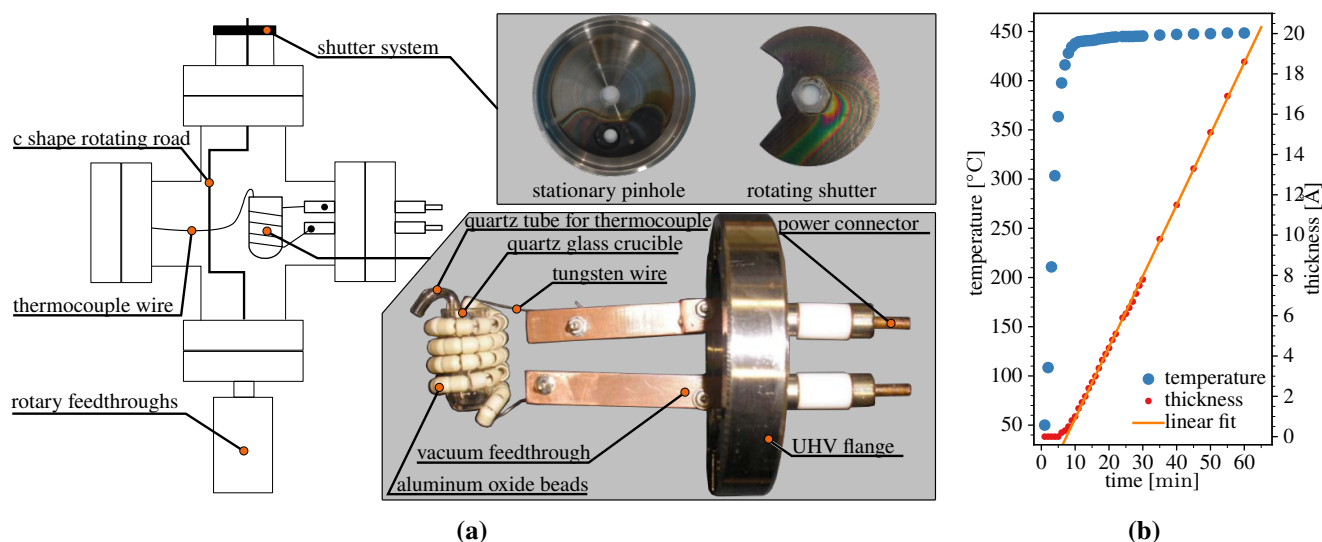 shutter system
c shape rotating road
thermocouple wire
rotary feedthroughs
stationary pinhole
rotating shutter
quartz tube for thermocouple
power connector
quartz glass crucible
tungsten wire
vacuum feedthrough
UHV flange
aluminum oxide beads
(a)
450
400
350
300
250
200
150
100
50
temperature [°C]
20
18
16
14
12
10
8
6
4
2
0
thickness [A]
temperature
thickness
linear fit
0 10 20 30 40 50 60
time [min]
(b)